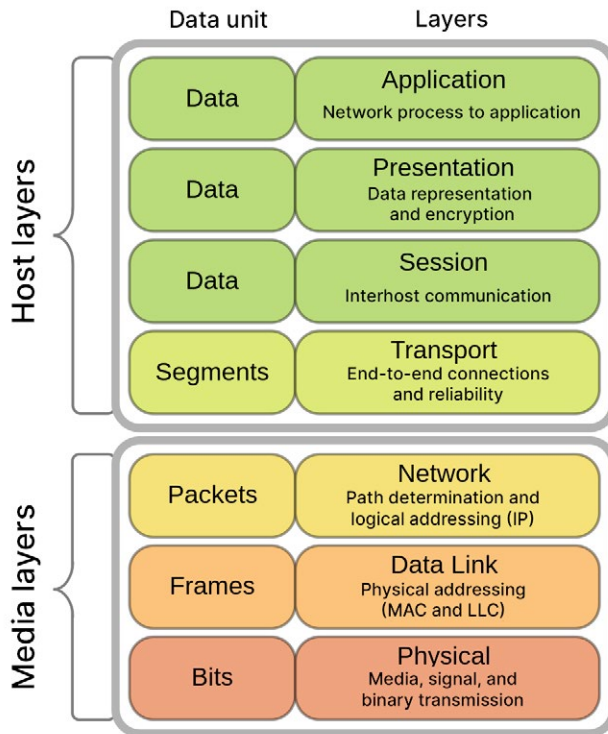 Data unit
Layers
Host layers
Data
Application
Network process to application
Data
Presentation
Data representation
and encryption
Data
Session
Interhost communication
Segments
Transport
End-to-end connections
and reliability
Media layers
Packets
Network
Path determination and
logical addressing (IP)
Frames
Data Link
Physical addressing
(MAC and LLC)
Bits
Physical
Media, signal, and
binary transmission